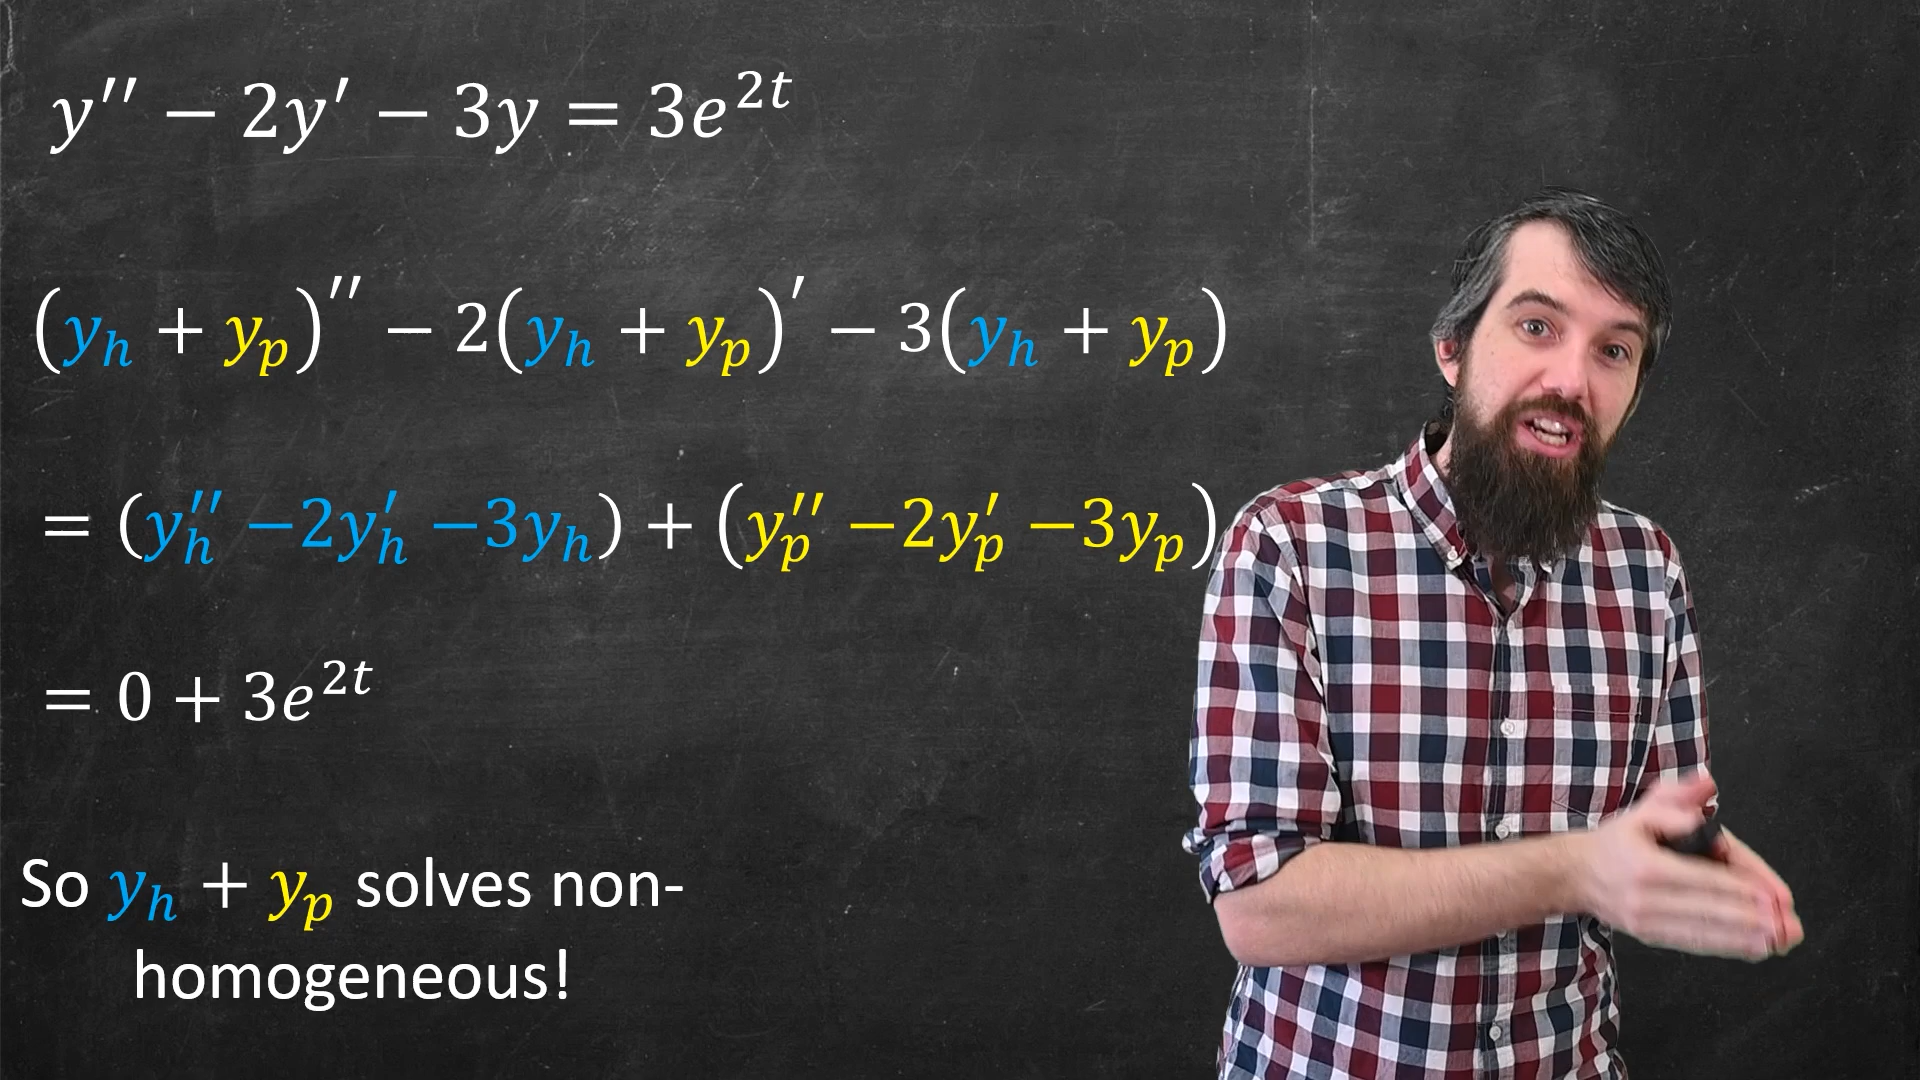 y′′ − 2y′ − 3y = 3e^{2t}
(y_h + y_p)′′ − 2(y_h + y_p)′ − 3(y_h + y_p)
= (y_h′′ −2y_h′ −3y_h) + (y_p′′ −2y_p′ −3y_p)
= 0 + 3e^{2t}
So y_h + y_p solves non-
homogeneous!